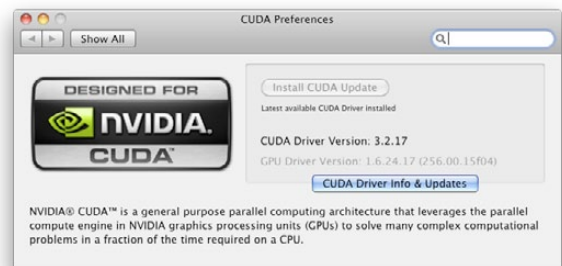 CUDA Preferences
Show All
DESIGNED FOR
NVIDIA.
CUDA™
Install CUDA Update
Latest available CUDA Driver installed
CUDA Driver Version: 3.2.17
GPU Driver Version: 1.6.24.17 (256.00.15f04)
CUDA Driver Info & Updates
NVIDIA® CUDA™ is a general purpose parallel computing architecture that leverages the parallel
compute engine in NVIDIA graphics processing units (GPUs) to solve many complex computational
problems in a fraction of the time required on a CPU.